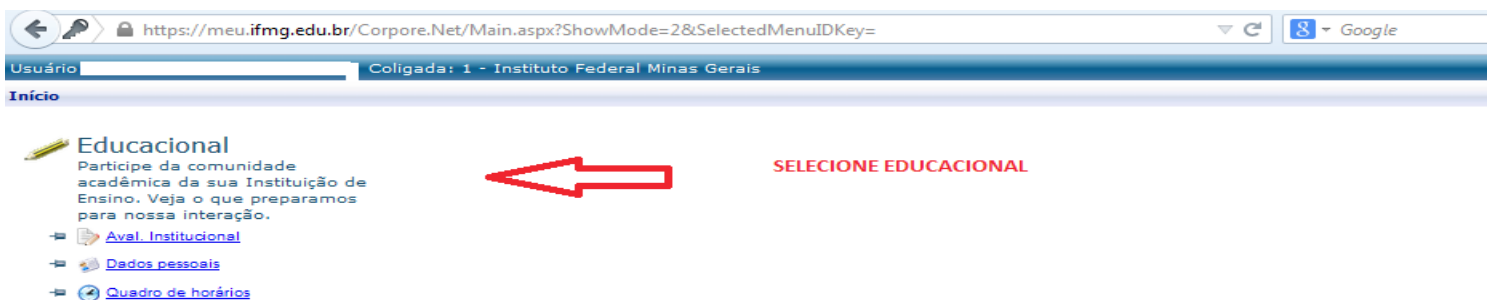 https://meu.ifmg.edu.br/Corpore.Net/Main.aspx?ShowMode=2&SelectedMenuIDKey=
8 Google
Usuário Coligada: 1 - Instituto Federal Minas Gerais
Início
Educacional
Participe da comunidade
acadêmica da sua Instituição de
Ensino. Veja o que preparamos
para nossa interação.
SELECIONE EDUCACIONAL
Aval. Institucional
Dados pessoais
Quadro de horários